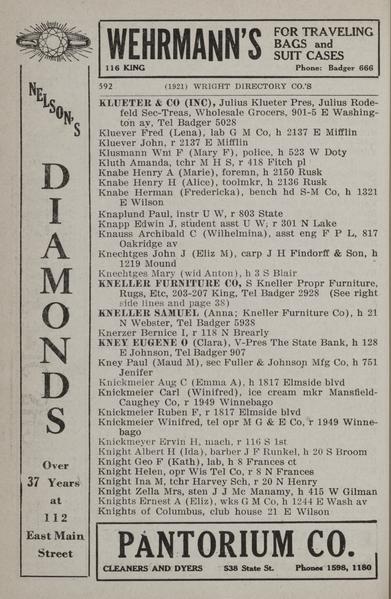 WEHRMANN'S
FOR TRAVELING
BAGS and
SUIT CASES
116 KING
Phone: Badger 666
NELSON'S
DIAMONDS
Over
37 Years
at
112
East Main
Street
592 (1921) WRIGHT DIRECTORY CO.'S
KLUETER & CO (INC), Julius Klueter Pres, Julius Rode-
feld Sec-Treas, Wholesale Grocers, 901-5 E Washing-
ton av, Tel Badger 5028
Kluever Fred (Lena), lab G M Co, h 2137 E Mifflin
Kluever John, r 2137 E Mifflin
Klusmann Wm F (Mary F), police, h 523 W Doty
Kluth Amanda, tchr M H S, r 418 Fitch pl
Knabe Henry A (Marie), foremn, h 2150 Rusk
Knabe Henry H (Alice), toolmkr, h 2136 Rusk
Knabe Herman (Fredericka), bench hd S-M Co, h 1321
E Wilson
Knaplund Paul, instr U W, r 803 State
Knapp Edwin J, student asst U W; r 301 N Lake
Knauss Archibald C (Wilhelmina), asst eng F P L, 817
Oakridge av
Knechtges John J (Eliz M), carp J H Findorff & Son, h
1219 Mound
Knechtges Mary (wid Anton), h 3 S Blair
KNELLER FURNITURE CO, S Kneller Propr Furniture,
Rugs, Etc, 203-207 King, Tel Badger 2928 (See right
side lines and page 38)
KNELLER SAMUEL (Anna; Kneller Furniture Co), h 21
N Webster, Tel Badger 5938
Knerzer Bernice I, r 118 N Brearly
KNEY EUGENE O (Clara), V-Pres The State Bank, h 128
E Johnson, Tel Badger 907
Kney Paul (Maud M), sec Fuller & Johnson Mfg Co, h 751
Jenifer
Knickmeier Aug C (Emma A), h 1817 Elmside blvd
Knickmeier Carl (Winifred), ice cream mkr Mansfield-
Caughey Co, r 1949 Winnebago
Knickmeier Ruben F, r 1817 Elmside blvd
Knickmeier Winifred, tel opr M G & E Co, r 1949 Winne-
bago
Knickmeyer Ervin H, mach, r 116 S 1st
Knight Albert H (Ida), barber J F Runkel, h 20 S Broom
Knight Geo F (Kath), lab, h 8 Frances ct
Knight Helen, opr Wis Tel Co, r 8 N Frances
Knight Ina M, tchr Harvey Sch, r 20 N Henry
Knight Zella Mrs, sten J J Mc Manamy, h 415 W Gilman
Knights Ernest A (Eliz), wks G M Co, h 1244 E Wash av
Knights of Columbus, club house 21 E Wilson
PANTORIUM CO.
CLEANERS AND DYERS 538 State St. Phones 1598, 1180